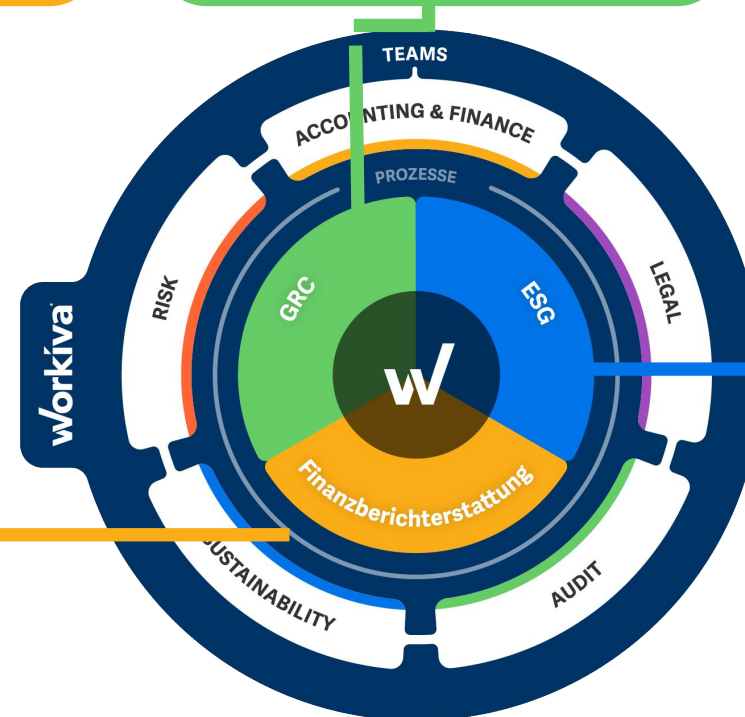 TEAMS
ACCOUNTING & FINANCE
PROZESSE
RISK
GRC
ESG
LEGAL
workiva
W
Finanzberichterstattung
SUSTAINABILITY
AUDIT